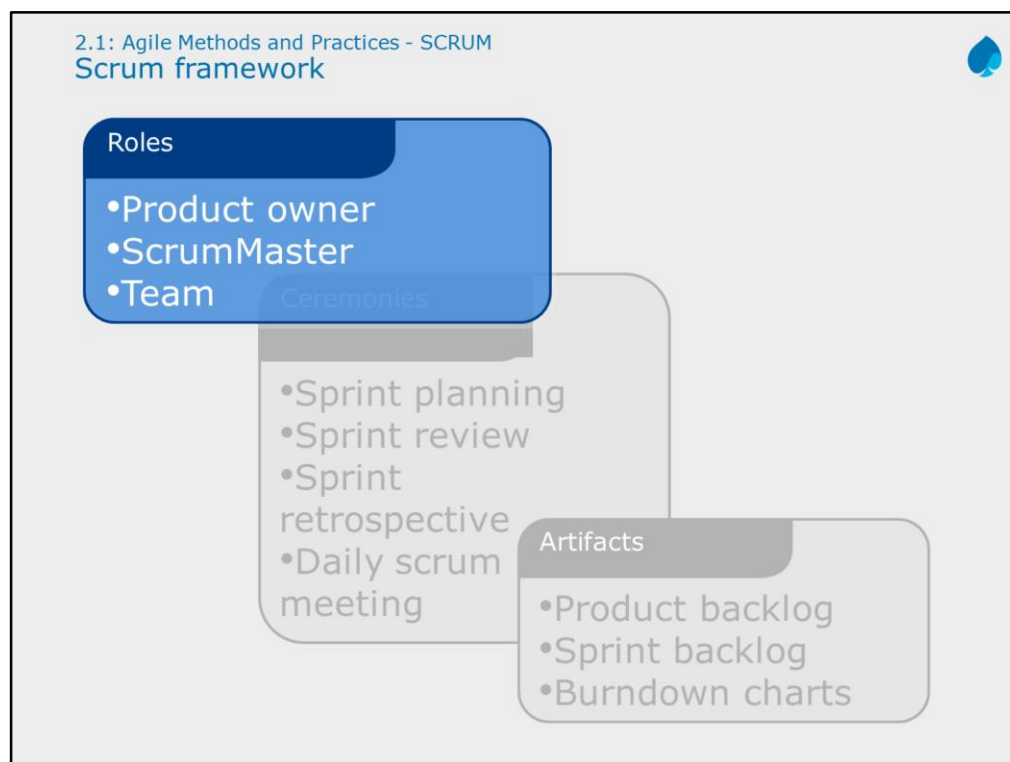 2.1: Agile Methods and Practices - SCRUM
Scrum framework
Roles
•Product owner
•ScrumMaster
•Team
Ceremonies
•Sprint planning
•Sprint review
•Sprint
retrospective
•Daily scrum
meeting
Artifacts
•Product backlog
•Sprint backlog
•Burndown charts